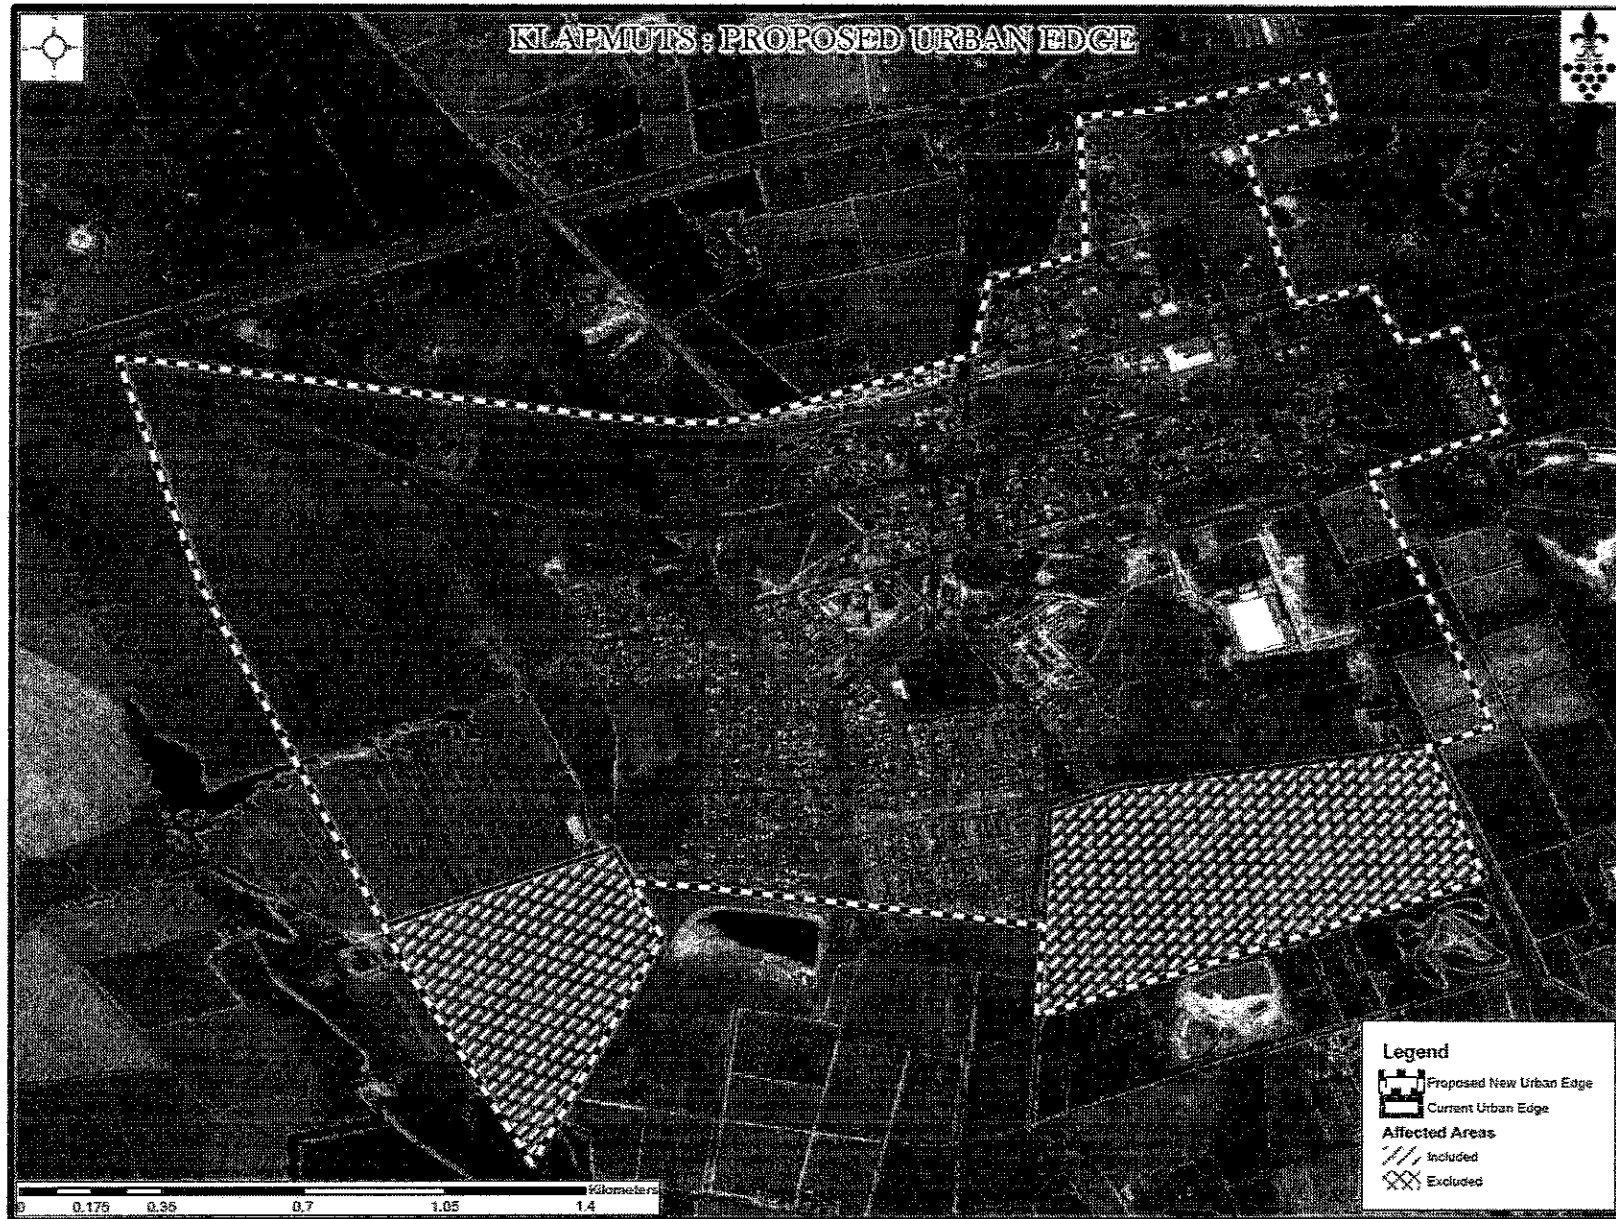 KLAPMUTS : PROPOSED URBAN EDGE
Legend
Proposed New Urban Edge
Current Urban Edge
Affected Areas
Included
Excluded
Kilometers
0 0.175 0.35 0.7 1.05 1.4